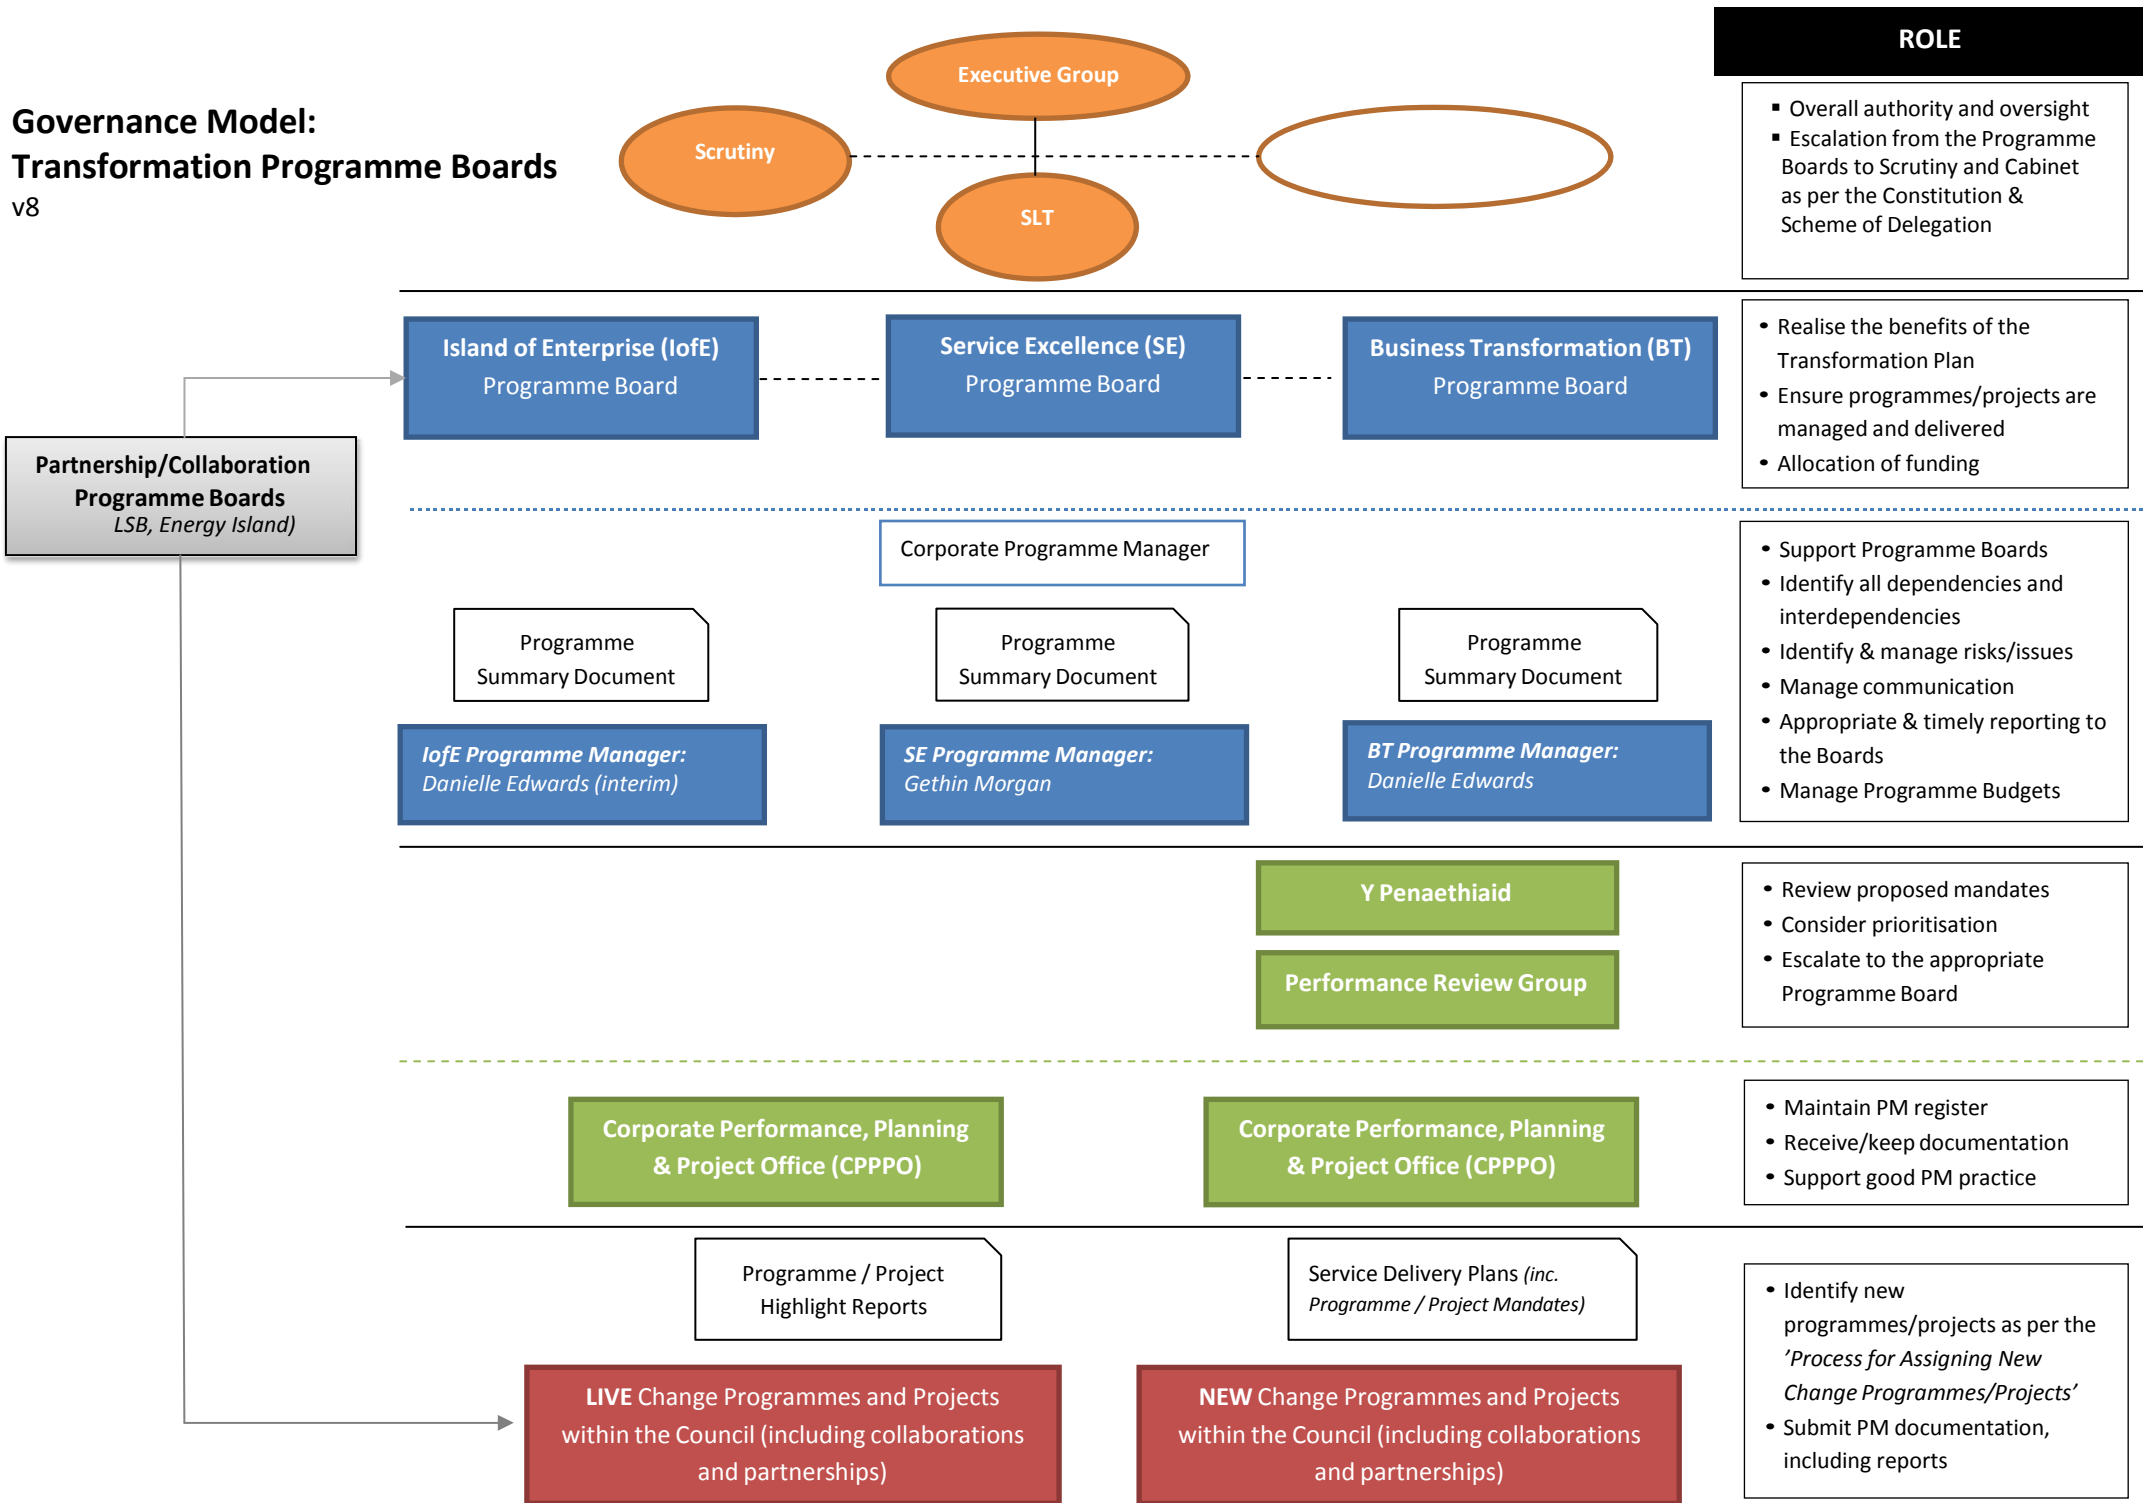 ROLE
Executive Group
Governance Model:
Transformation Programme Boards
v8
Scrutiny
SLT
▪ Overall authority and oversight
▪ Escalation from the Programme
Boards to Scrutiny and Cabinet
as per the Constitution &
Scheme of Delegation
Island of Enterprise (IofE)
Programme Board
Service Excellence (SE)
Programme Board
Business Transformation (BT)
Programme Board
• Realise the benefits of the
Transformation Plan
• Ensure programmes/projects are
managed and delivered
• Allocation of funding
Partnership/Collaboration
Programme Boards
LSB, Energy Island)
Corporate Programme Manager
Programme
Summary Document
Programme
Summary Document
Programme
Summary Document
IofE Programme Manager:
Danielle Edwards (interim)
SE Programme Manager:
Gethin Morgan
BT Programme Manager:
Danielle Edwards
• Support Programme Boards
• Identify all dependencies and
interdependencies
• Identify & manage risks/issues
• Manage communication
• Appropriate & timely reporting to
the Boards
• Manage Programme Budgets
Y Penaethiaid
Performance Review Group
• Review proposed mandates
• Consider prioritisation
• Escalate to the appropriate
Programme Board
Corporate Performance, Planning
& Project Office (CPPPO)
Corporate Performance, Planning
& Project Office (CPPPO)
• Maintain PM register
• Receive/keep documentation
• Support good PM practice
Programme / Project
Highlight Reports
Service Delivery Plans (inc.
Programme / Project Mandates)
LIVE Change Programmes and Projects
within the Council (including collaborations
and partnerships)
NEW Change Programmes and Projects
within the Council (including collaborations
and partnerships)
• Identify new
programmes/projects as per the
’Process for Assigning New
Change Programmes/Projects’
• Submit PM documentation,
including reports